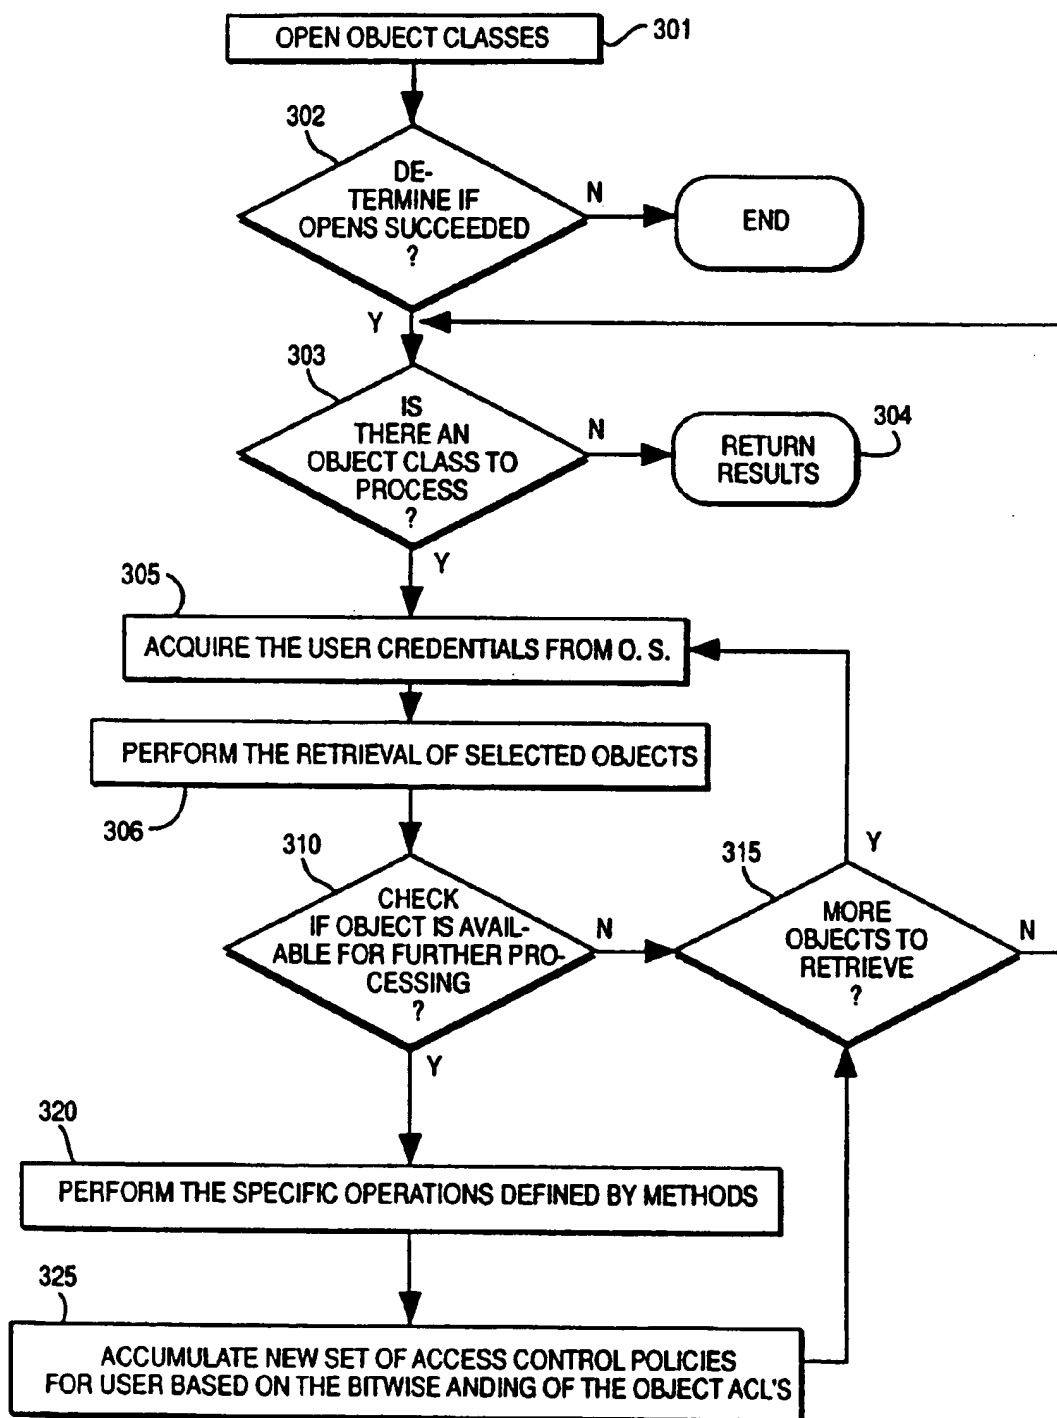 OPEN OBJECT CLASSES
301
302
DE-
TERMINE IF
OPENS SUCCEEDED
?
N
END
Y
303
IS
THERE AN
OBJECT CLASS TO
PROCESS
?
N
RETURN
RESULTS
304
Y
305
ACQUIRE THE USER CREDENTIALS FROM O. S.
PERFORM THE RETRIEVAL OF SELECTED OBJECTS
306
310
CHECK
IF OBJECT IS AVAIL-
ABLE FOR FURTHER PRO-
CESSING
?
N
315
Y
MORE
OBJECTS TO
RETRIEVE
?
N
Y
320
PERFORM THE SPECIFIC OPERATIONS DEFINED BY METHODS
325
ACCUMULATE NEW SET OF ACCESS CONTROL POLICIES
FOR USER BASED ON THE BITWISE ANDING OF THE OBJECT ACL'S